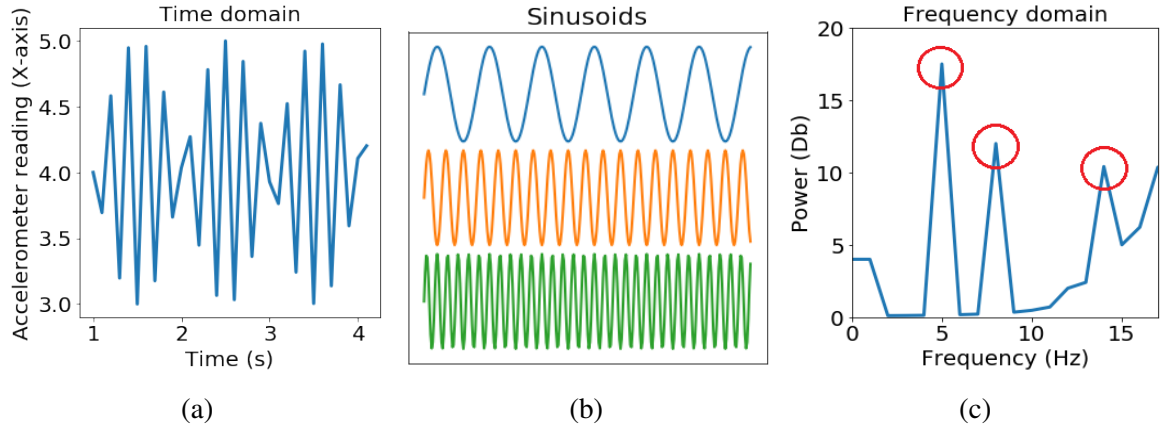 Time domain
Acccelerometer reading (X-axis)
5.0
4.5
4.0
3.5
3.0
1
2
3
4
Time (s)
(a)
Sinusoids
(b)
Frequency domain
Power (Db)
20
15
10
5
0
0
5
10
15
Frequency (Hz)
(c)